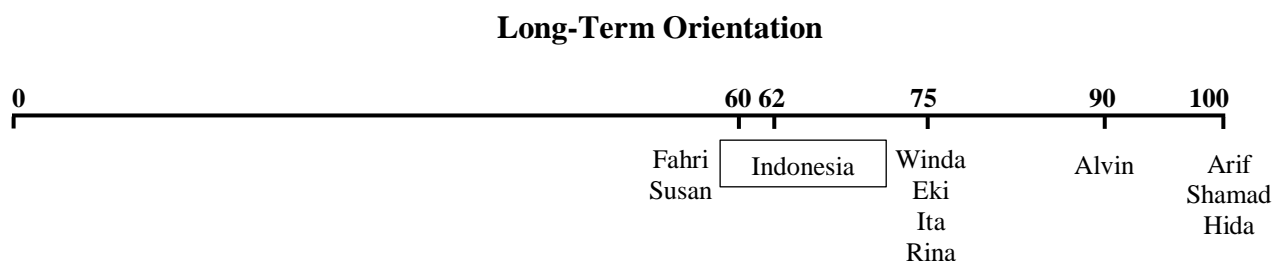 Long-Term Orientation
0 60 62 75 90 100
Fahri Indonesia Winda Alvin Arif
Susan Eki Shamad
Ita Hida
Rina